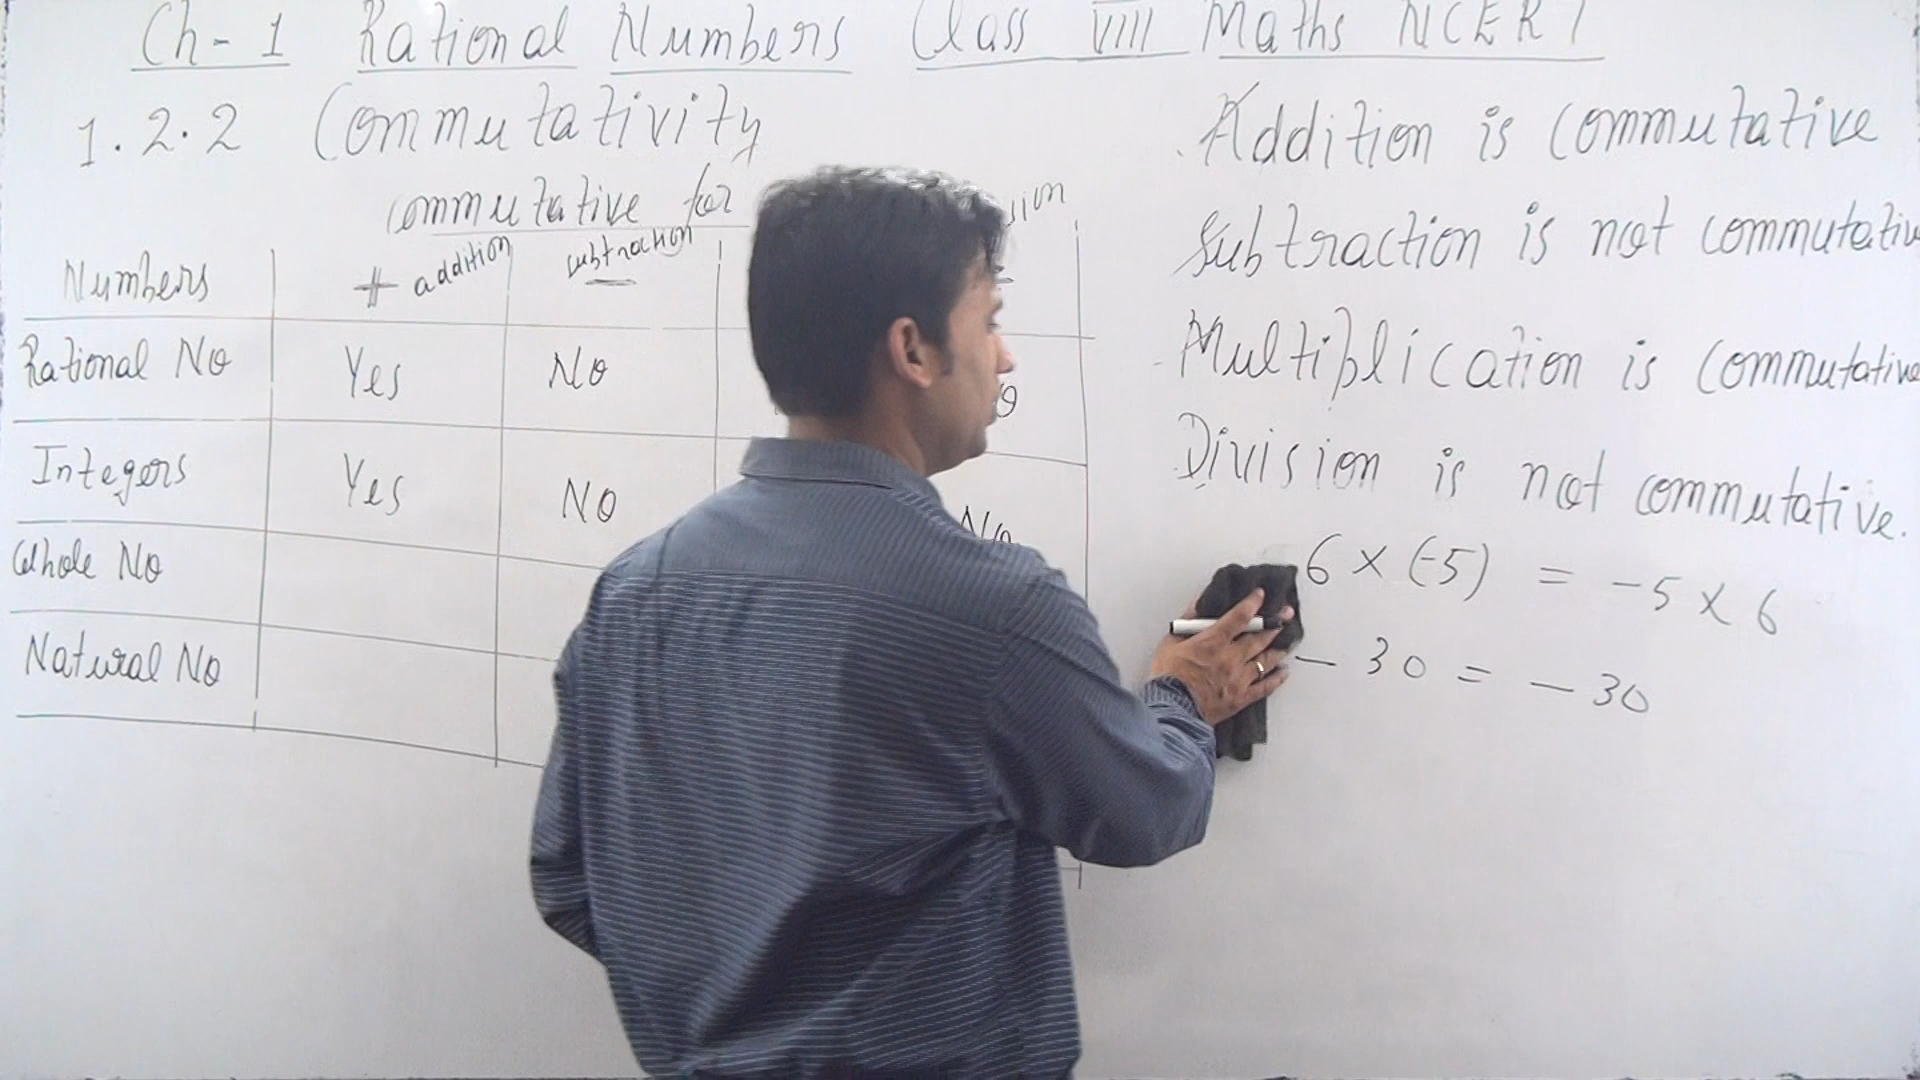 Ch-1 Rational Numbers Class VIII Maths NCERT
1.2.2 Commutativity
commutative for
Numbers + addition subtraction
Rational No Yes No
Integers Yes No No
Whole No
Natural No
Addition is commutative
Subtraction is not commutative
Multiplication is commutative
Division is not commutative.
6 × (-5) = -5 × 6
- 30 = - 30